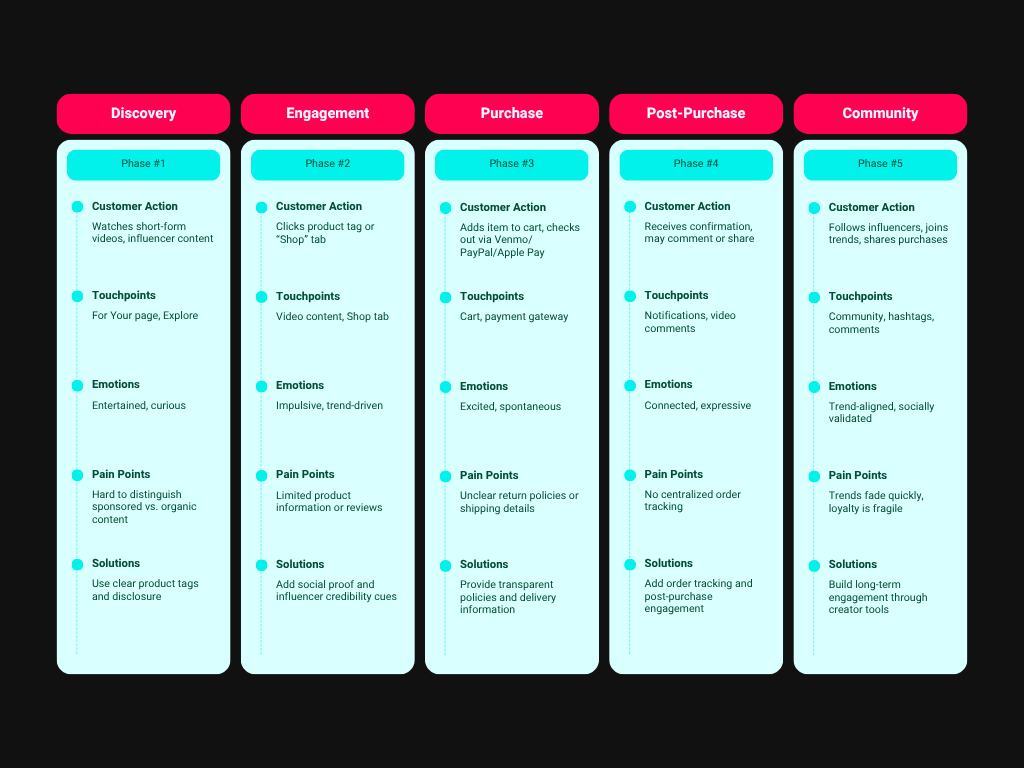 Discovery
Phase #1
Customer Action
Watches short-form
videos, influencer content
Touchpoints
For Your page, Explore
Emotions
Entertained, curious
Pain Points
Hard to distinguish
sponsored vs. organic
content
Solutions
Use clear product tags
and disclosure
Engagement
Phase #2
Customer Action
Clicks product tag or
“Shop” tab
Touchpoints
Video content, Shop tab
Emotions
Impulsive, trend-driven
Pain Points
Limited product
information or reviews
Solutions
Add social proof and
influencer credibility cues
Purchase
Phase #3
Customer Action
Adds item to cart, checks
out via Venmo/
PayPal/Apple Pay
Touchpoints
Cart, payment gateway
Emotions
Excited, spontaneous
Pain Points
Unclear return policies or
shipping details
Solutions
Provide transparent
policies and delivery
information
Post-Purchase
Phase #4
Customer Action
Receives confirmation,
may comment or share
Touchpoints
Notifications, video
comments
Emotions
Connected, expressive
Pain Points
No centralized order
tracking
Solutions
Add order tracking and
post-purchase
engagement
Community
Phase #5
Customer Action
Follows influencers, joins
trends, shares purchases
Touchpoints
Community, hashtags,
comments
Emotions
Trend-aligned, socially
validated
Pain Points
Trends fade quickly,
loyalty is fragile
Solutions
Build long-term
engagement through
creator tools